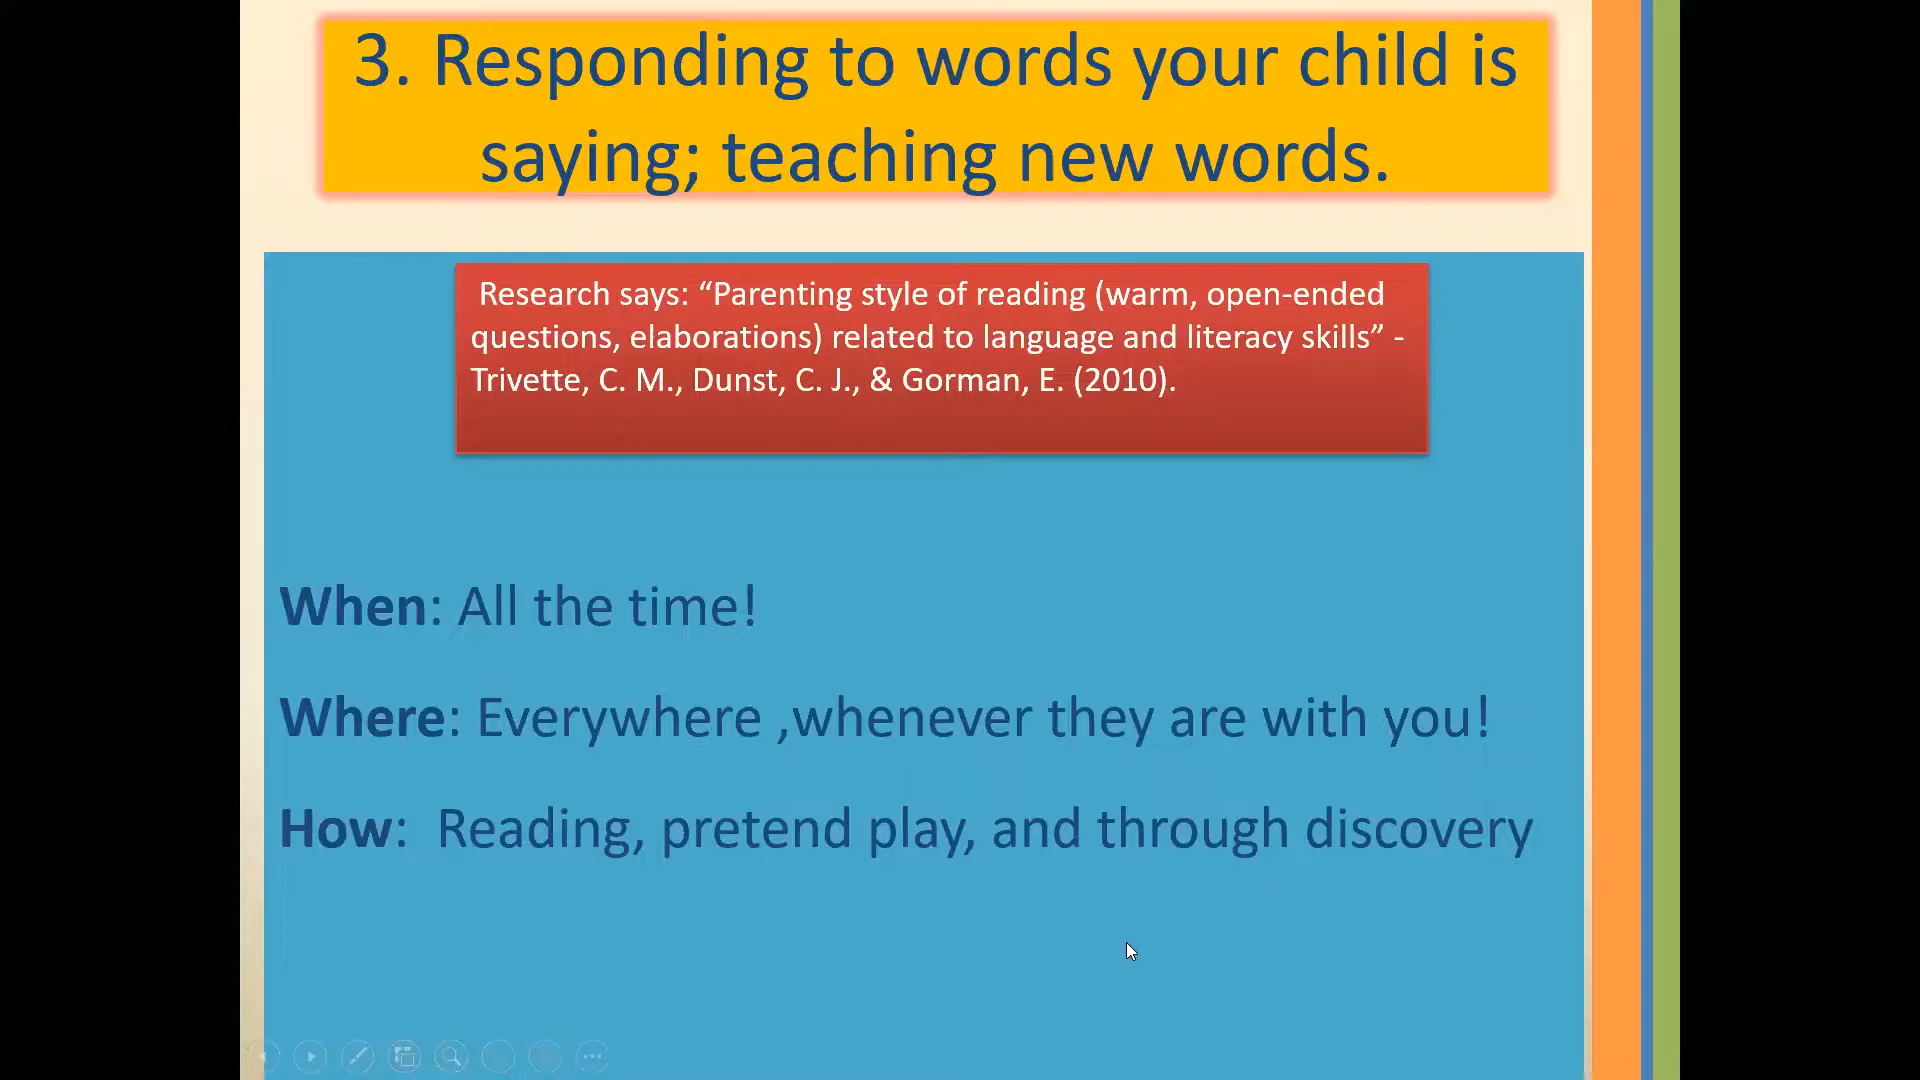 3. Responding to words your child is
saying; teaching new words.
Research says: “Parenting style of reading (warm, open-ended
questions, elaborations) related to language and literacy skills” -
Trivette, C. M., Dunst, C. J., & Gorman, E. (2010).
When: All the time!
Where: Everywhere ,whenever they are with you!
How:  Reading, pretend play, and through discovery